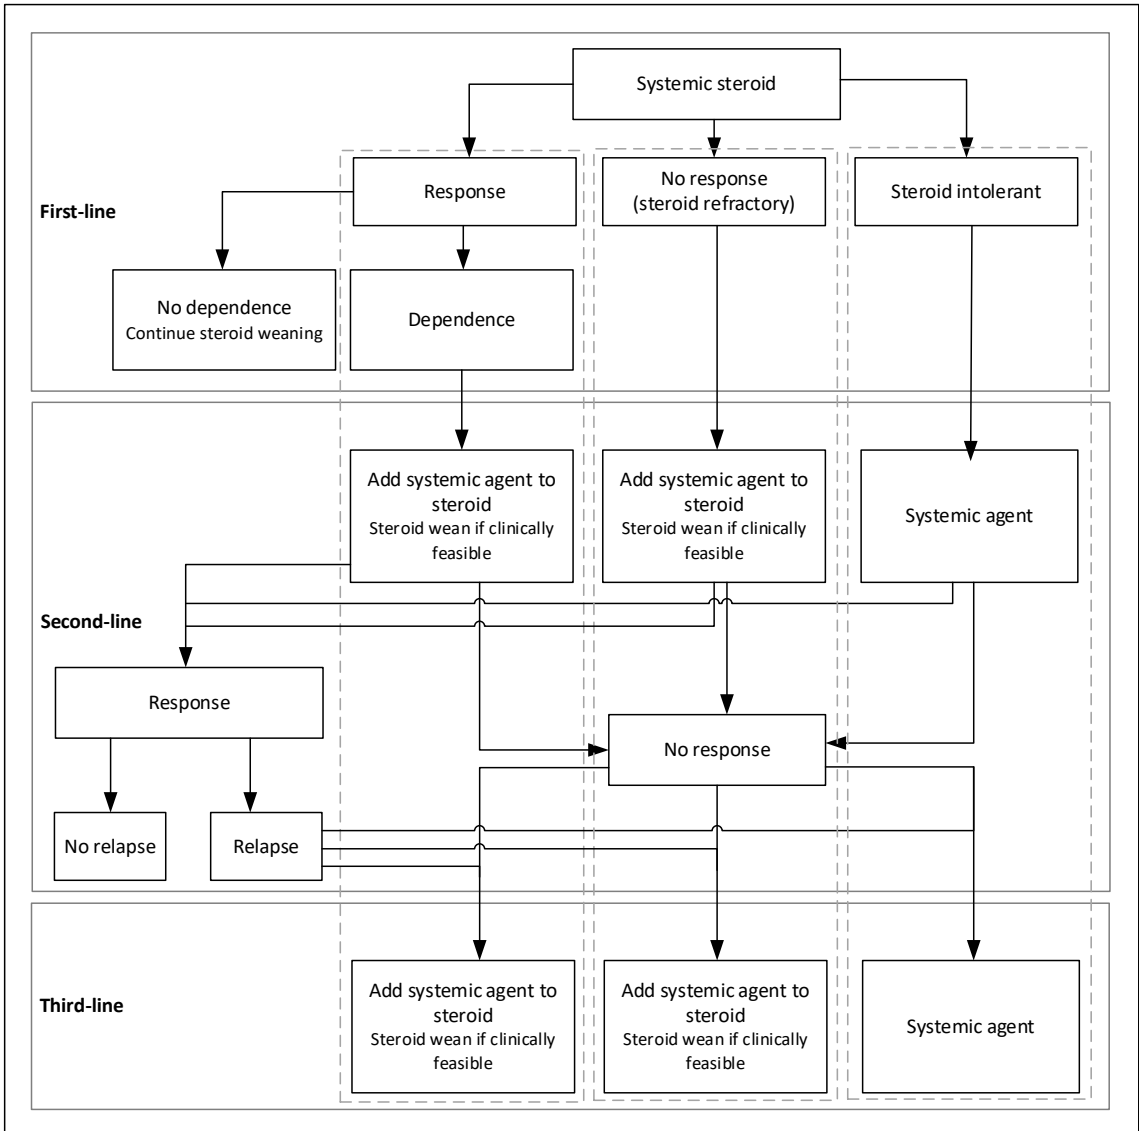 Systemic steroid
First-line
Response
No response
(steroid refractory)
Steroid intolerant
No dependence
Continue steroid weaning
Dependence
Second-line
Add systemic agent to
steroid
Steroid wean if clinically
feasible
Add systemic agent to
steroid
Steroid wean if clinically
feasible
Systemic agent
Response
No response
No relapse
Relapse
Third-line
Add systemic agent to
steroid
Steroid wean if clinically
feasible
Add systemic agent to
steroid
Steroid wean if clinically
feasible
Systemic agent